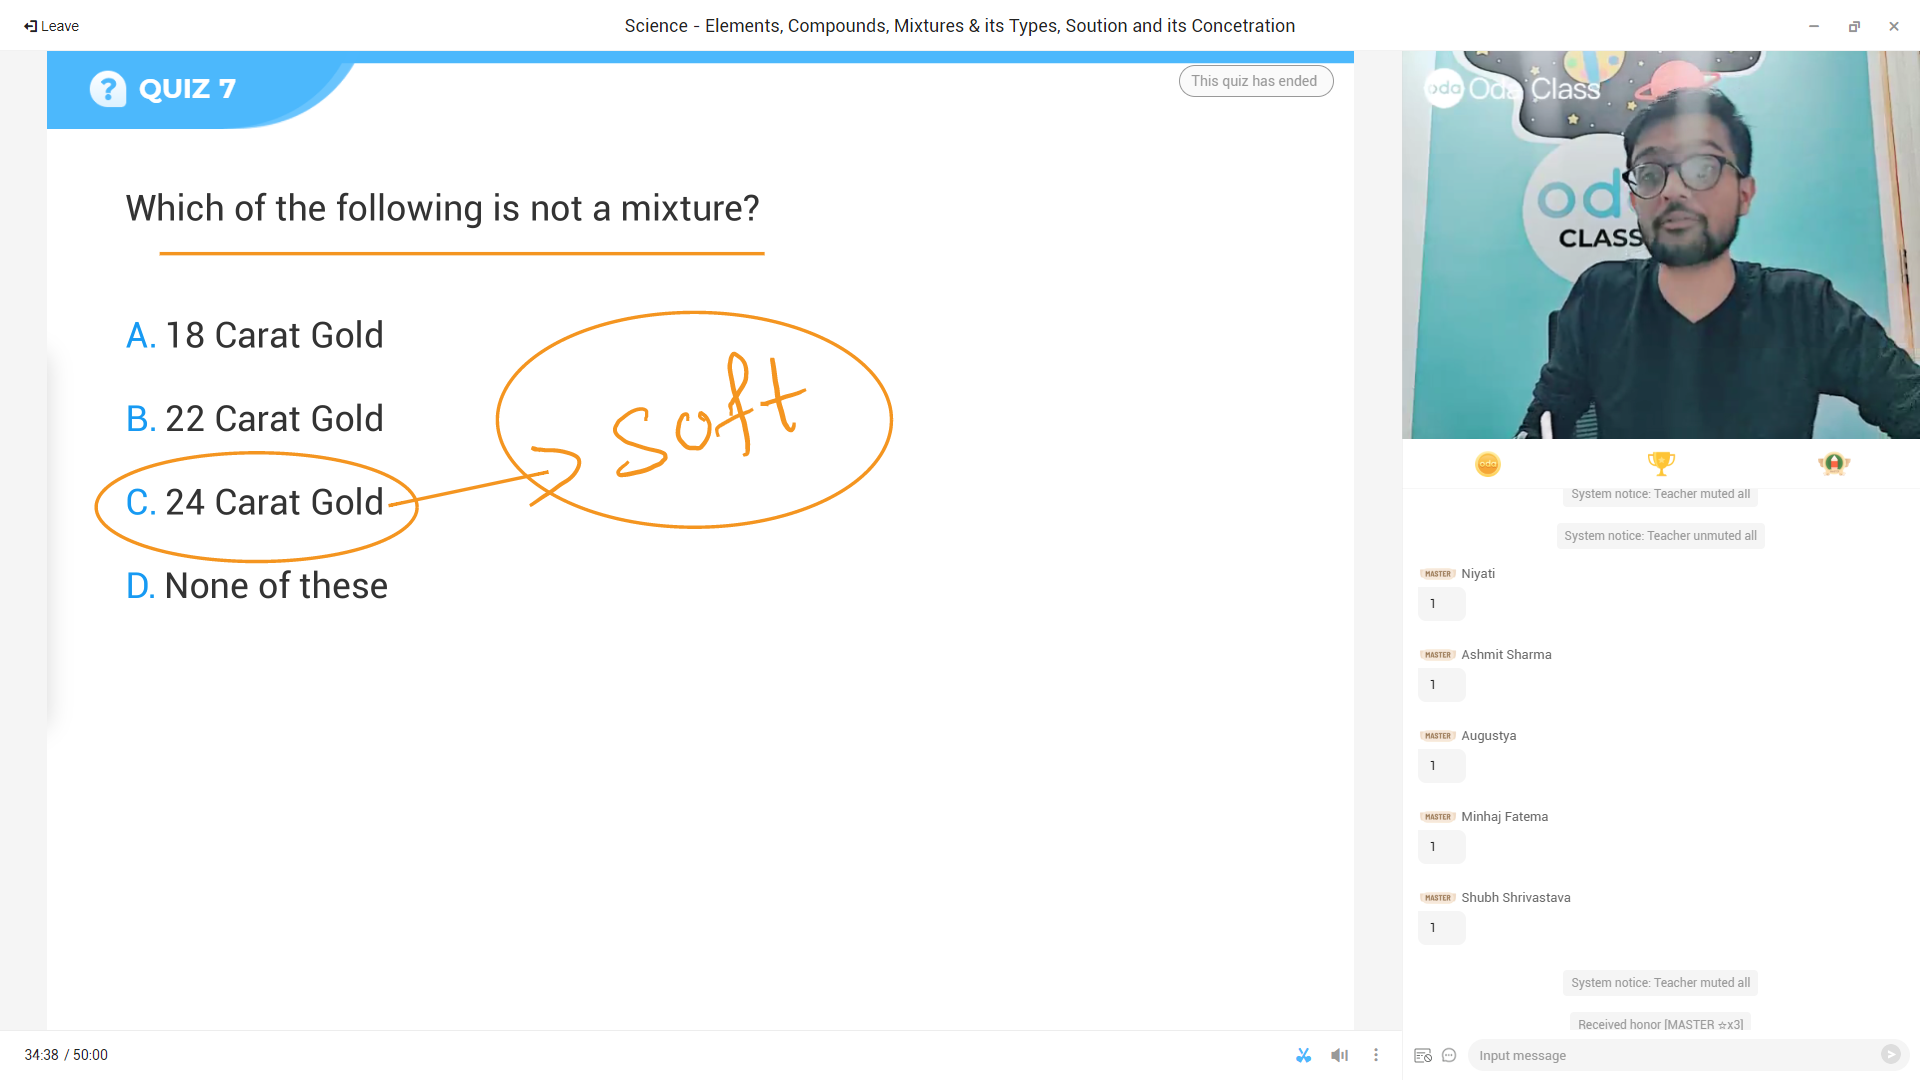 Leave
Science - Elements, Compounds, Mixtures & its Types, Soution and its Concetration
? QUIZ 7
This quiz has ended
Which of the following is not a mixture?
A. 18 Carat Gold
B. 22 Carat Gold
C. 24 Carat Gold
D. None of these
soft
oda Oda Class
od
CLASS
oda
System notice: Teacher muted all
System notice: Teacher unmuted all
MASTER Niyati
1
MASTER Ashmit Sharma
1
MASTER Augustya
1
MASTER Minhaj Fatema
1
MASTER Shubh Shrivastava
1
System notice: Teacher muted all
Received honor [MASTER ☆x3]
34:38 / 50:00
Input message